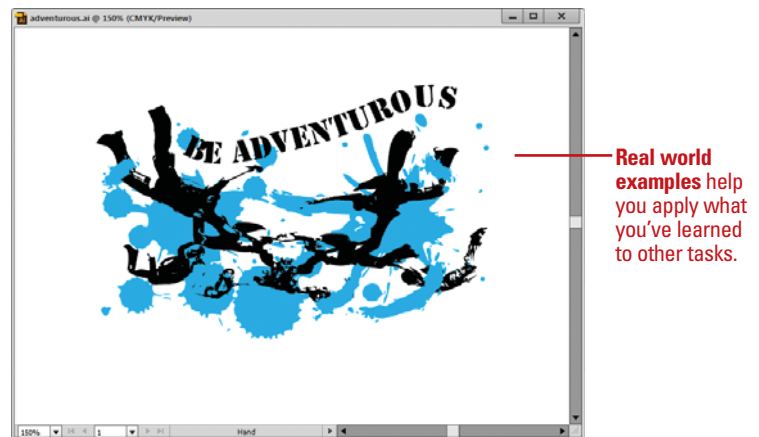 adventurous.ai @ 150% (CMYK/Preview)
BE ADVENTUROUS
Real world
examples help
you apply what
you've learned
to other tasks.
150%
1
Hand